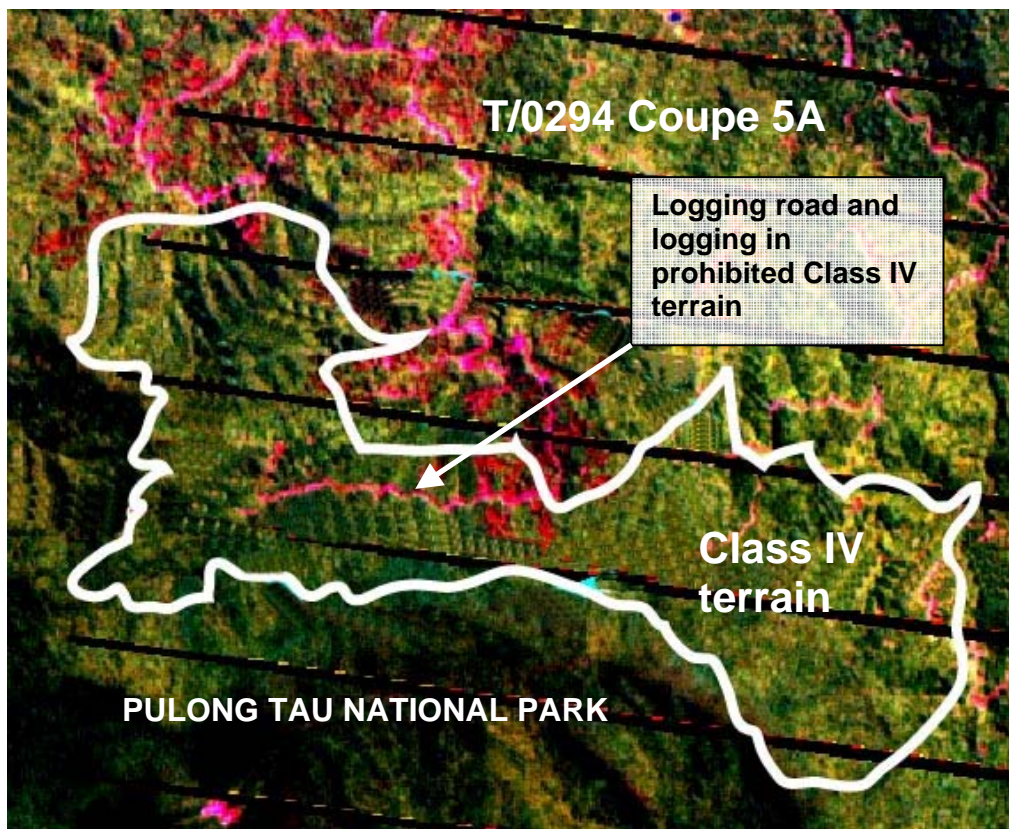 T/0294 Coupe 5A
Logging road and
logging in
prohibited Class IV
terrain
Class IV
terrain
PULONG TAU NATIONAL PARK